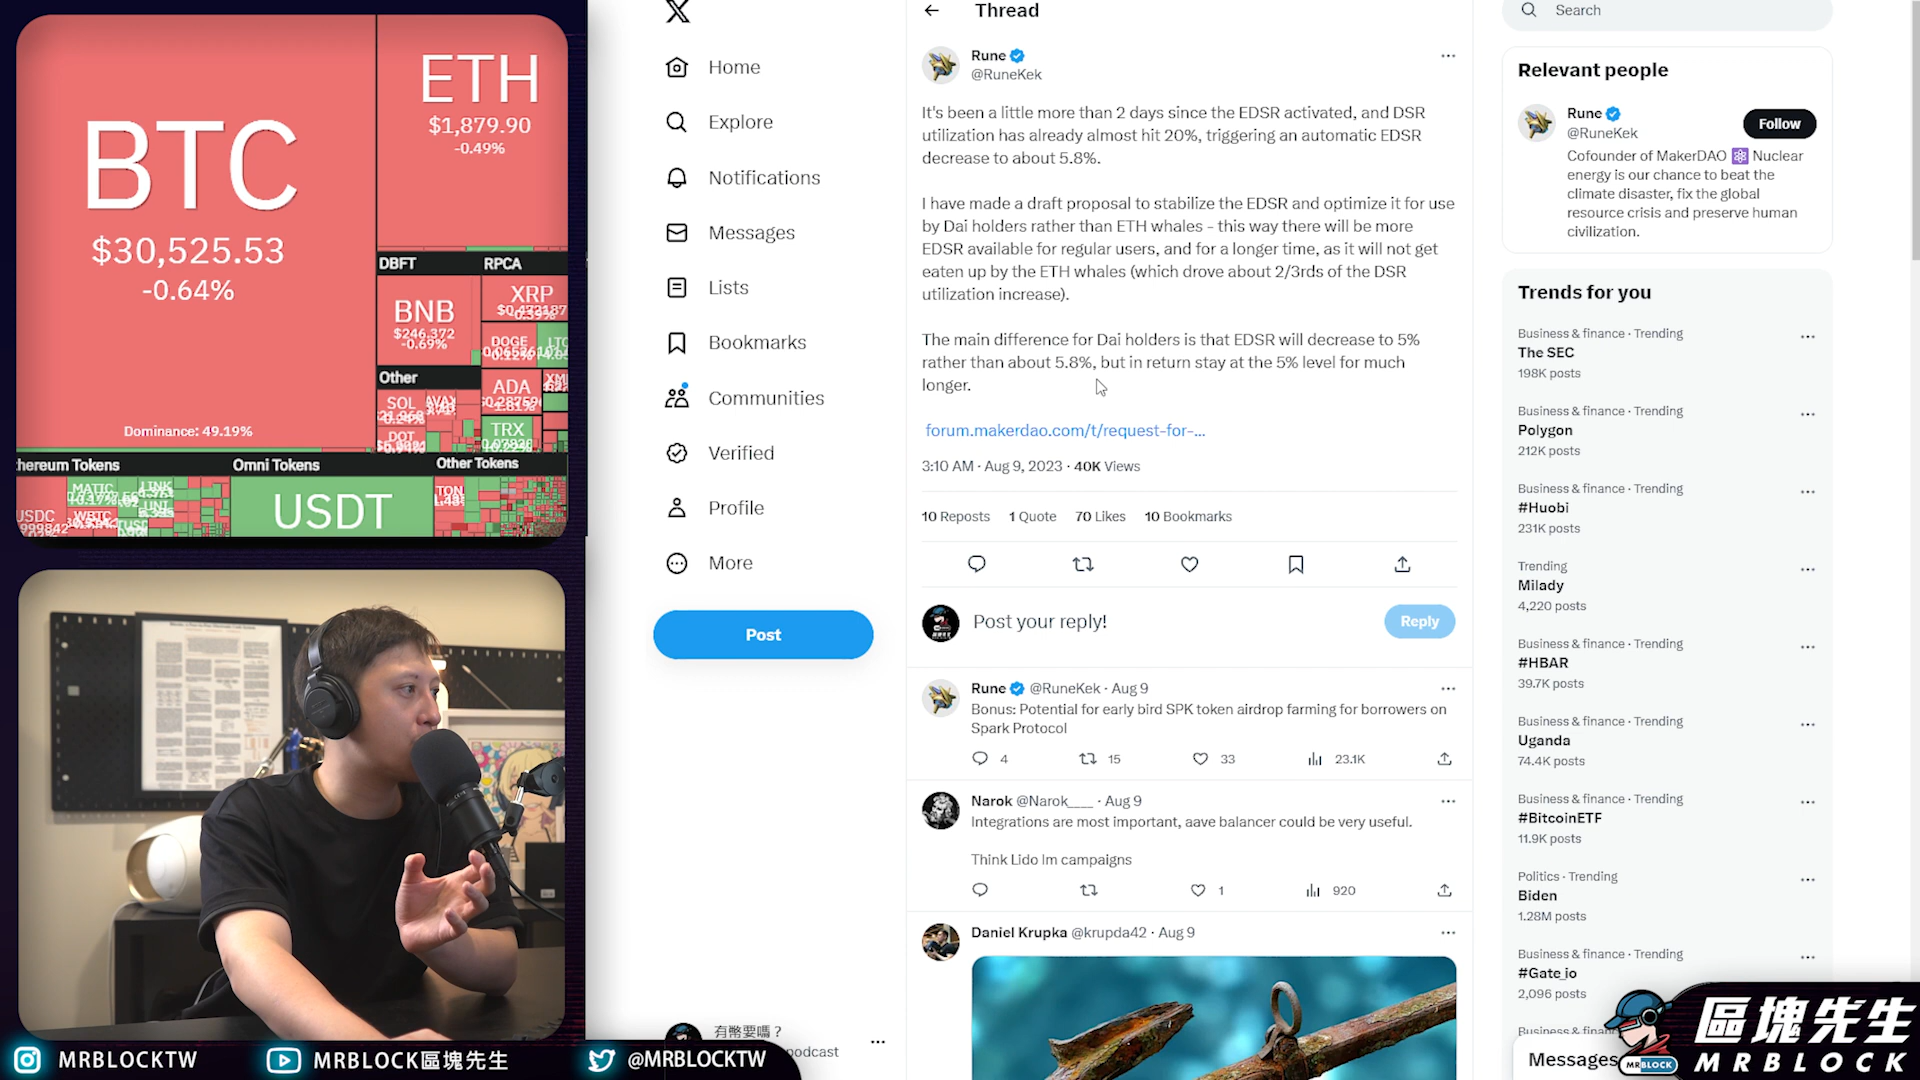 BTC
$30,525.53
-0.64%
Dominance: 49.19%
ETH
$1,879.90
-0.49%
DBFT
RPCA
BNB
$246.372
-0.69%
XRP
DOGE
LTC
ADA
Other
SOL
AVAX
DOT
TRX
Ethereum Tokens
Omni Tokens
Other Tokens
MATIC
LINK
UNI
WBTC
USDC
USDT
TON
Home
Explore
Notifications
Messages
Lists
Bookmarks
Communities
Verified
Profile
More
Post
有幣要嗎？
podcast
Thread
Rune
@RuneKek
It's been a little more than 2 days since the EDSR activated, and DSR
utilization has already almost hit 20%, triggering an automatic EDSR
decrease to about 5.8%.
I have made a draft proposal to stabilize the EDSR and optimize it for use
by Dai holders rather than ETH whales - this way there will be more
EDSR available for regular users, and for a longer time, as it will not get
eaten up by the ETH whales (which drove about 2/3rds of the DSR
utilization increase).
The main difference for Dai holders is that EDSR will decrease to 5%
rather than about 5.8%, but in return stay at the 5% level for much
longer.
forum.makerdao.com/t/request-for-...
3:10 AM · Aug 9, 2023 · 40K Views
10 Reposts 1 Quote 70 Likes 10 Bookmarks
Post your reply!
Reply
Rune @RuneKek · Aug 9
Bonus: Potential for early bird SPK token airdrop farming for borrowers on
Spark Protocol
4 15 33 23.1K
Narok @Narok____ · Aug 9
Integrations are most important, aave balancer could be very useful.
Think Lido lm campaigns
1 920
Daniel Krupka @krupda42 · Aug 9
Search
Relevant people
Rune
@RuneKek
Follow
Cofounder of MakerDAO ⚛ Nuclear
energy is our chance to beat the
climate disaster, fix the global
resource crisis and preserve human
civilization.
Trends for you
Business & finance · Trending
The SEC
198K posts
Business & finance · Trending
Polygon
212K posts
Business & finance · Trending
#Huobi
231K posts
Trending
Milady
4,220 posts
Business & finance · Trending
#HBAR
39.7K posts
Business & finance · Trending
Uganda
74.4K posts
Business & finance · Trending
#BitcoinETF
11.9K posts
Politics · Trending
Biden
1.28M posts
Business & finance · Trending
#Gate_io
2,096 posts
Messages
區塊先生
MRBLOCK
MRBLOCK
MRBLOCKTW
MRBLOCK區塊先生
@MRBLOCKTW